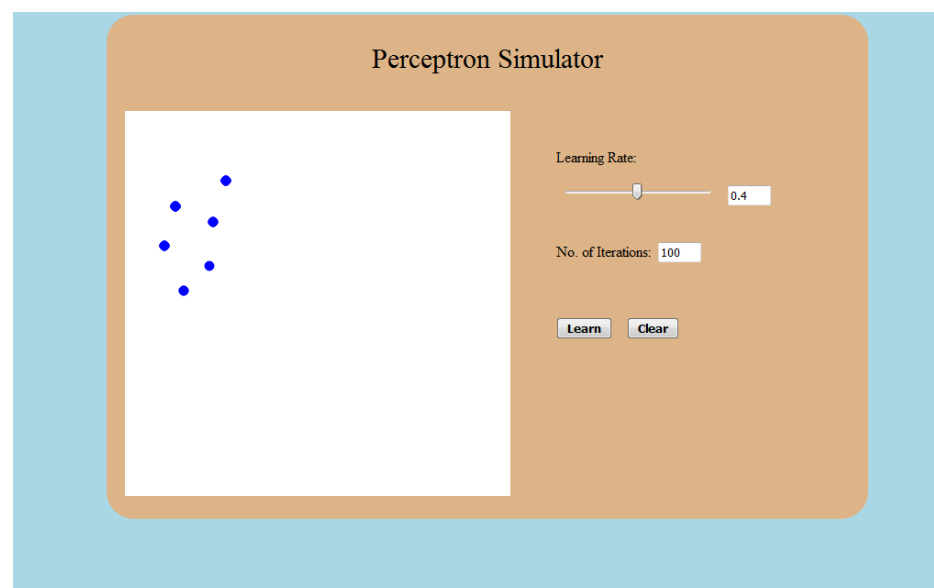 Perceptron Simulator
Learning Rate:
0.4
No. of Iterations: 100
Learn Clear